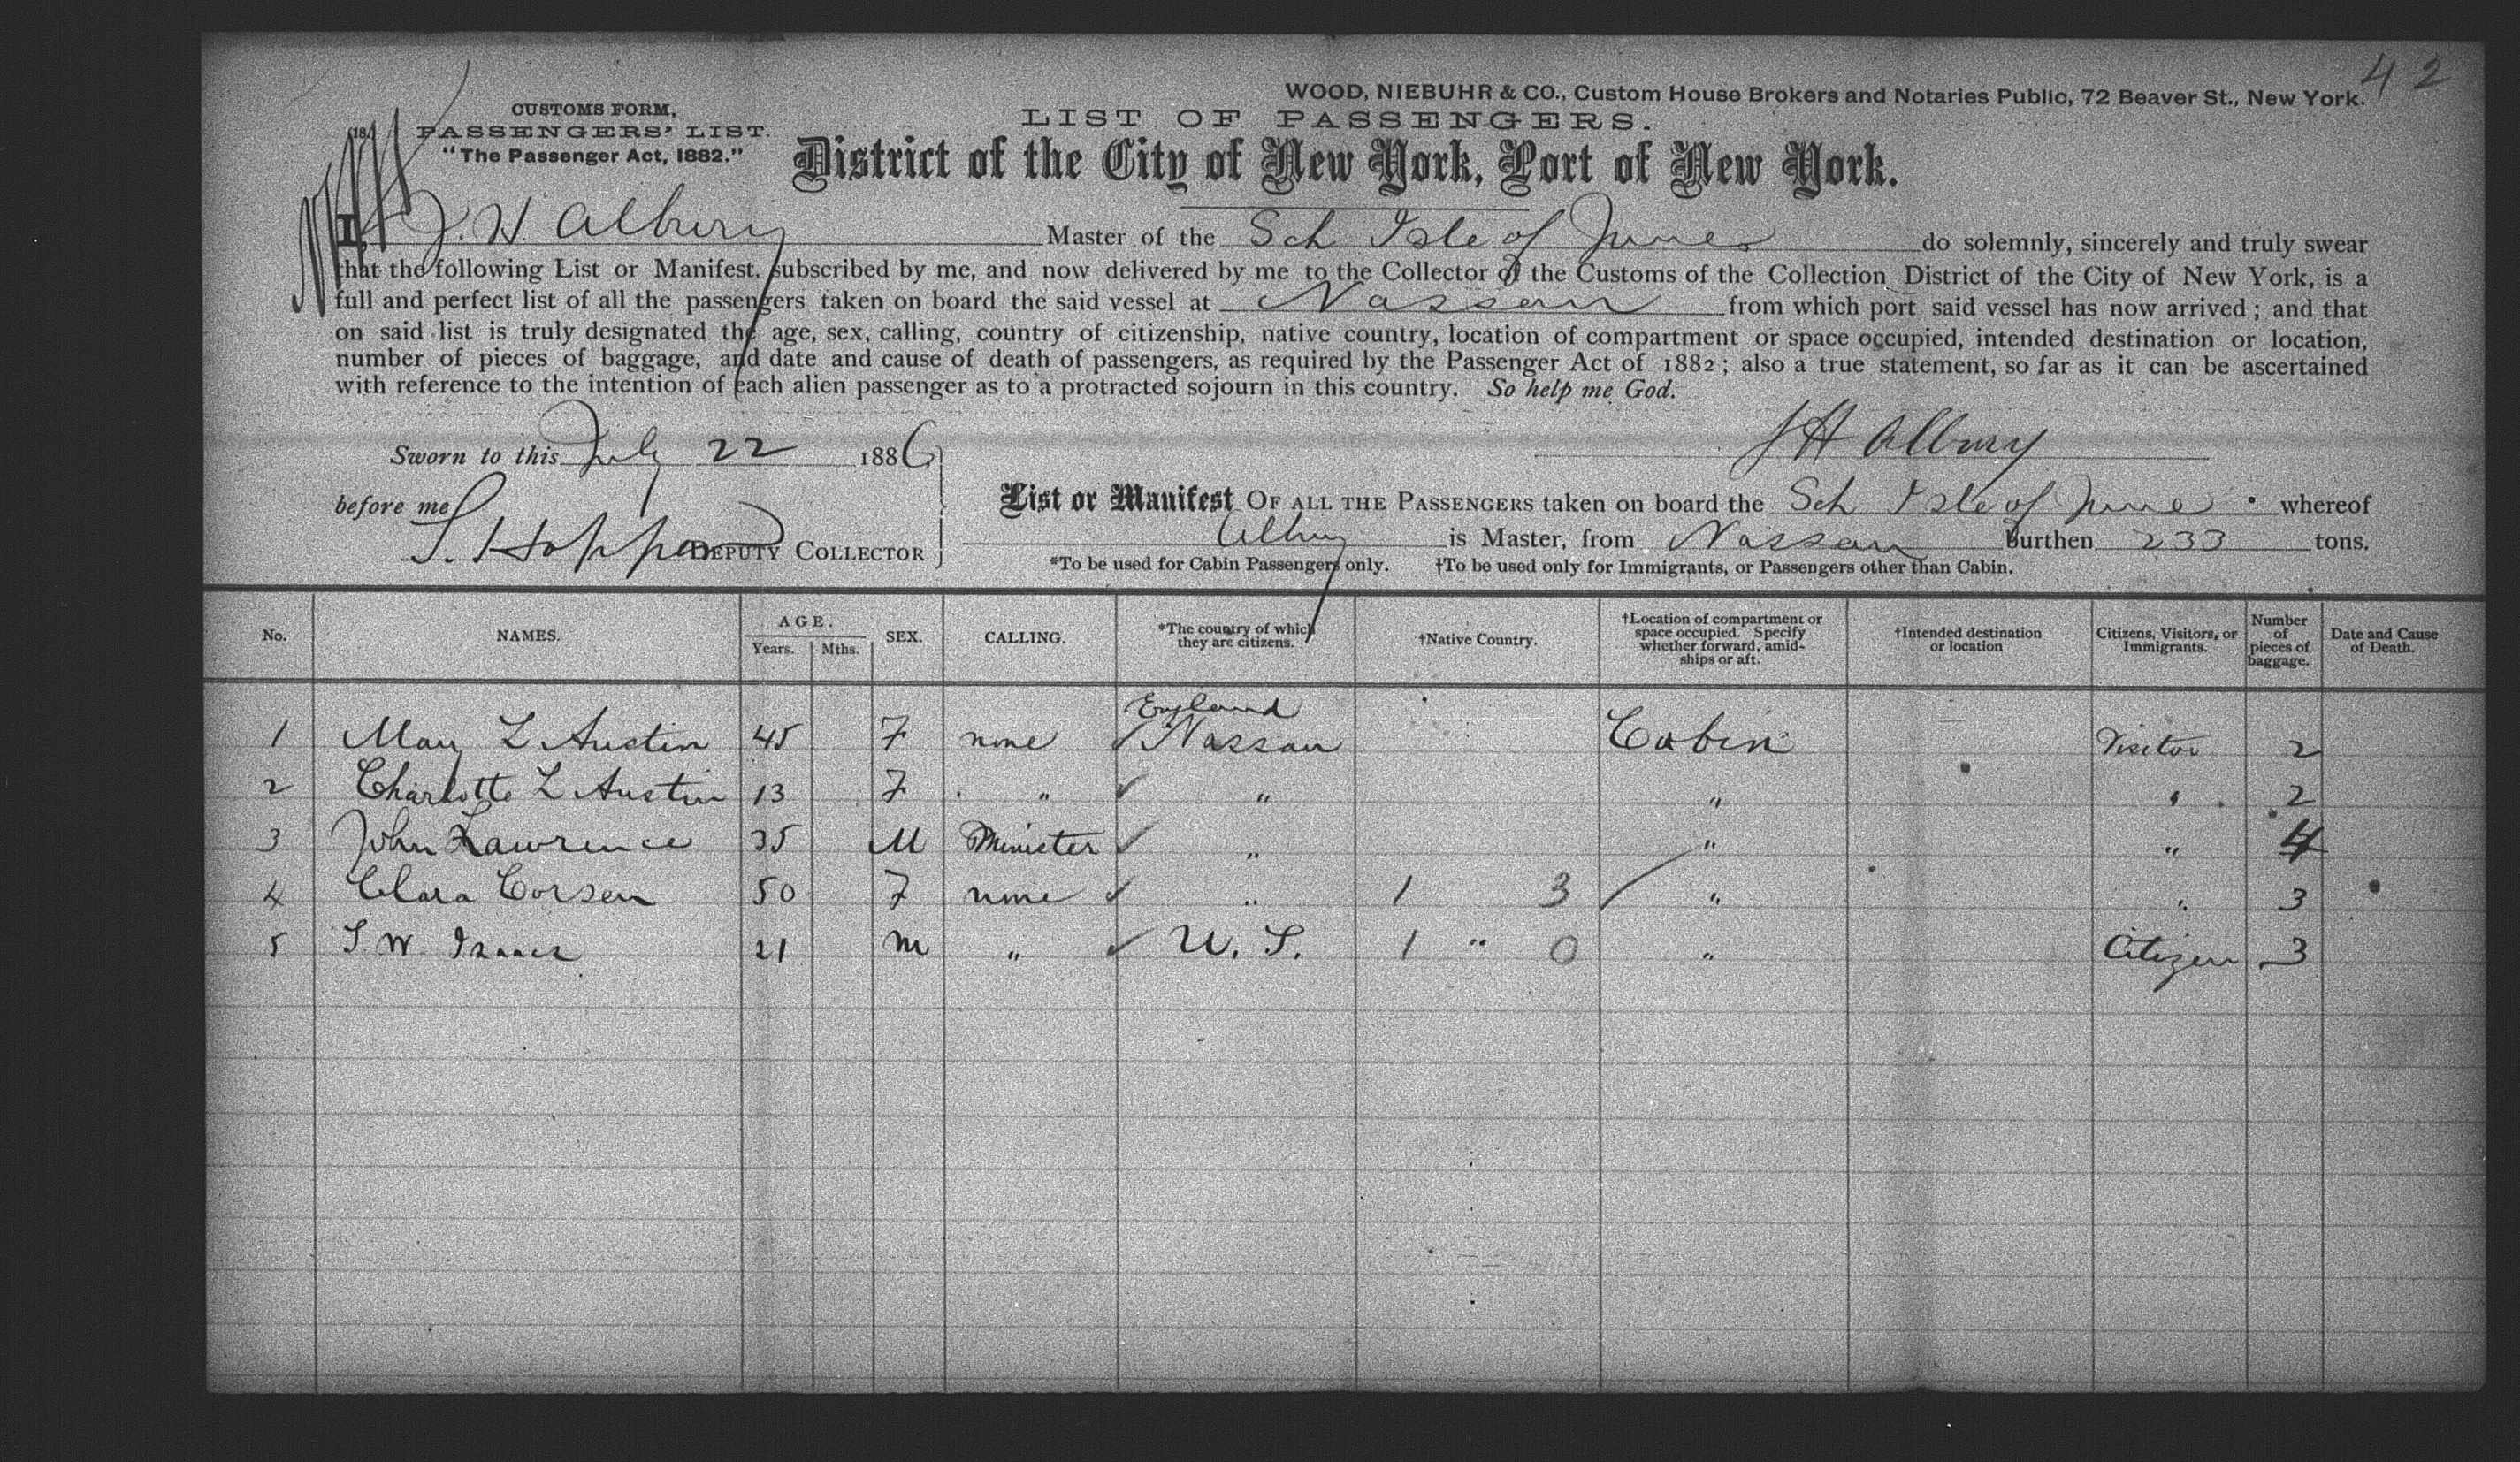 42
WOOD, NIEBUHR & CO., Custom House Brokers and Notaries Public, 72 Beaver St., New York.
CUSTOMS FORM,
PASSENGERS' LIST.
"The Passenger Act, 1882."
LIST OF PASSENGERS.
District of the City of New York, Port of New York.
I, J. H. Albury Master of the Sch Isle of June do solemnly, sincerely and truly swear
that the following List or Manifest, subscribed by me, and now delivered by me to the Collector of the Customs of the Collection District of the City of New York, is a
full and perfect list of all the passengers taken on board the said vessel at Nassau from which port said vessel has now arrived; and that
on said list is truly designated the age, sex, calling, country of citizenship, native country, location of compartment or space occupied, intended destination or location,
number of pieces of baggage, and date and cause of death of passengers, as required by the Passenger Act of 1882; also a true statement, so far as it can be ascertained
with reference to the intention of each alien passenger as to a protracted sojourn in this country. So help me God.
Sworn to this July 22 1886
J H Albury
before me
S. Hoppen DEPUTY COLLECTOR
List or Manifest OF ALL THE PASSENGERS taken on board the Sch Isle of June whereof
Albury is Master, from Nassau Burthen 233 tons.
*To be used for Cabin Passengers only. †To be used only for Immigrants, or Passengers other than Cabin.
No. NAMES. AGE. Years. Mths. SEX. CALLING. *The country of which they are citizens. †Native Country. †Location of compartment or space occupied. Specify whether forward, amidships or aft. †Intended destination or location Citizens, Visitors, or Immigrants. Number of pieces of baggage. Date and Cause of Death.
England
1 Mary L Austin 45 F none ✓ Nassau Cabin Visitor 2
2 Charlotte L Austin 13 F " ✓ " " " 2
3 John Lawrence 35 M Minister ✓ " " " 4
4 Clara Corsen 50 F none ✓ " 1 3 " " 3
5 S. W. Isaacs 21 m " ✓ U. S. 1 " 0 " Citizen 3